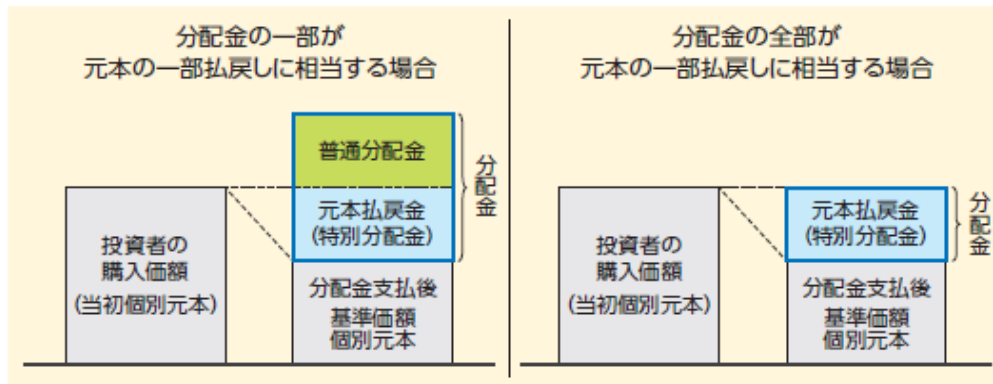 分配金の一部が
元本の一部払戻しに相当する場合
普通分配金
元本払戻金
(特別分配金)
分配金
投資者の
購入価額
(当初個別元本)
分配金支払後
基準価額
個別元本
分配金の全部が
元本の一部払戻しに相当する場合
元本払戻金
(特別分配金)
分配金
投資者の
購入価額
(当初個別元本)
分配金支払後
基準価額
個別元本